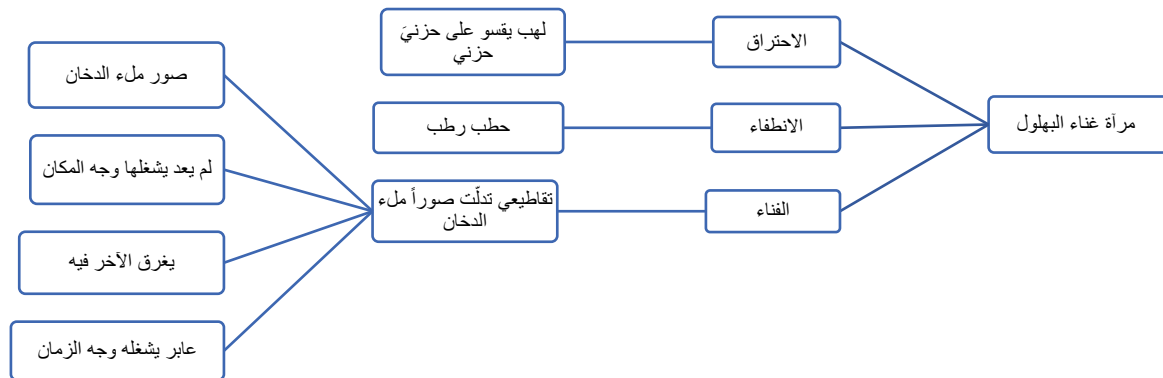 مرآة غناء البهلول
الاحتراق
لهب يقسو على حزنيَ
حزني
الانطفاء
حطب رطب
الفناء
تقاطيعي تدلّت صوراً ملء
الدخان
صور ملء الدخان
لم يعد يشغلها وجه المكان
يغرق الآخر فيه
عابر يشغله وجه الزمان